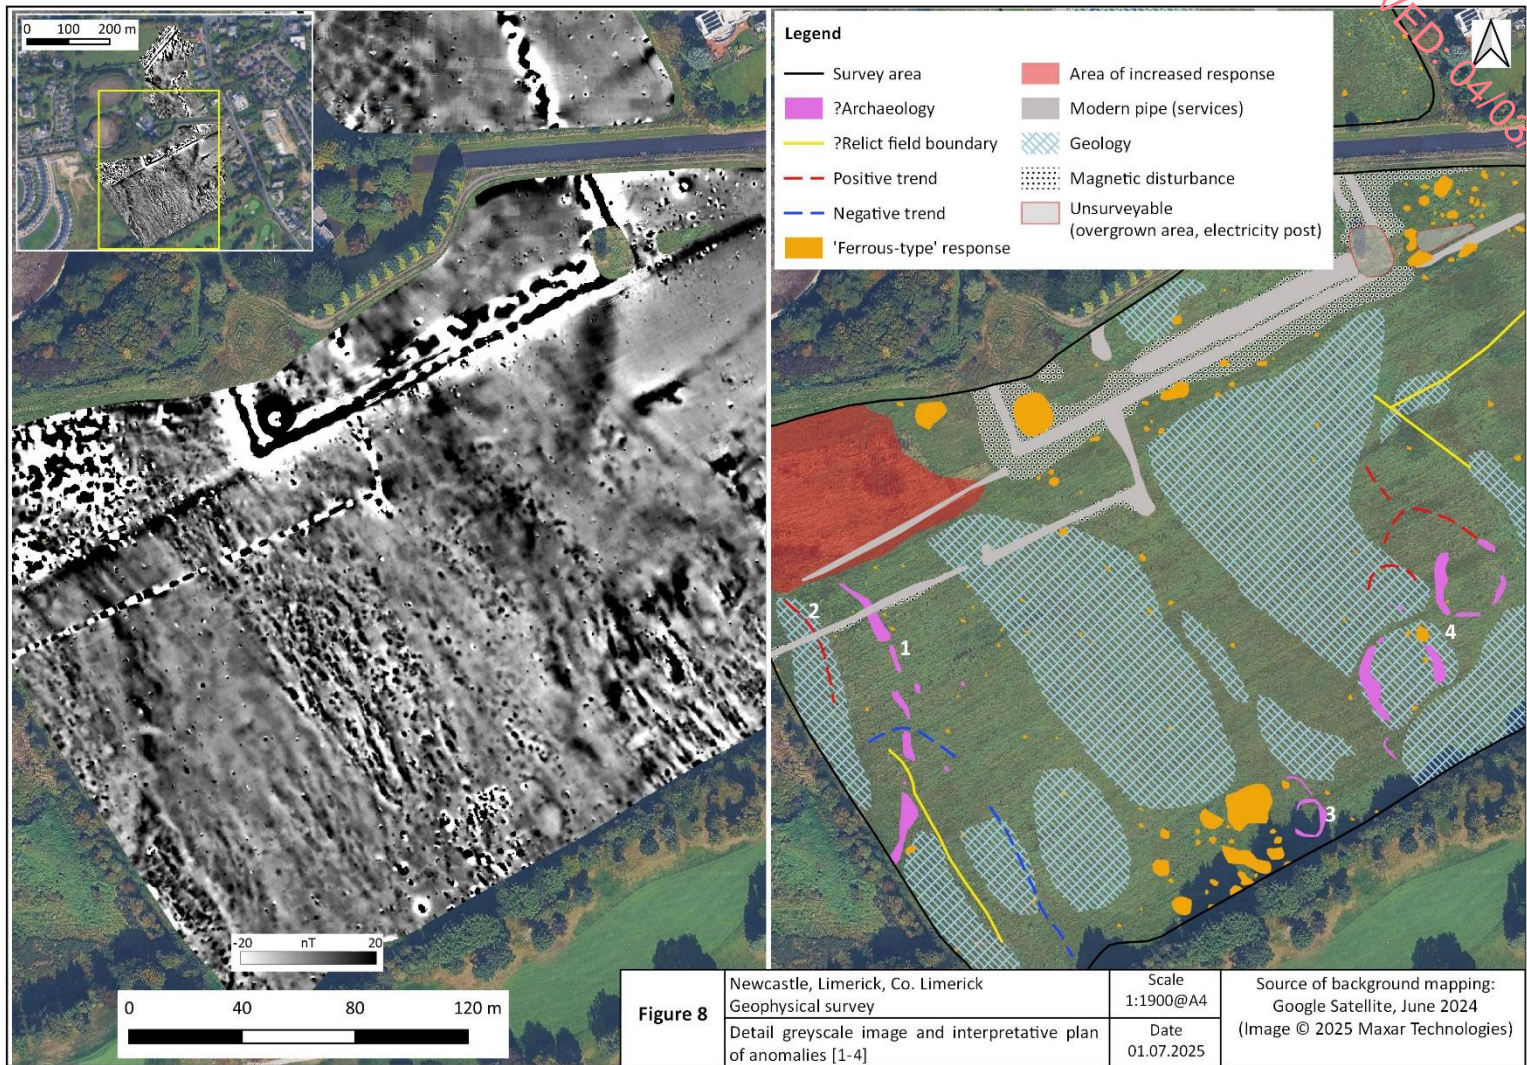 0 100 200 m
VED: 04/08/
Legend
Survey area
?Archaeology
?Relict field boundary
Positive trend
Negative trend
'Ferrous-type' response
Area of increased response
Modern pipe (services)
Geology
Magnetic disturbance
Unsurveyable
(overgrown area, electricity post)
2
1
4
3
-20 nT 20
0 40 80 120 m
Figure 8
Newcastle, Limerick, Co. Limerick
Geophysical survey
Detail greyscale image and interpretative plan
of anomalies [1-4]
Scale
1:1900@A4
Date
01.07.2025
Source of background mapping:
Google Satellite, June 2024
(Image © 2025 Maxar Technologies)